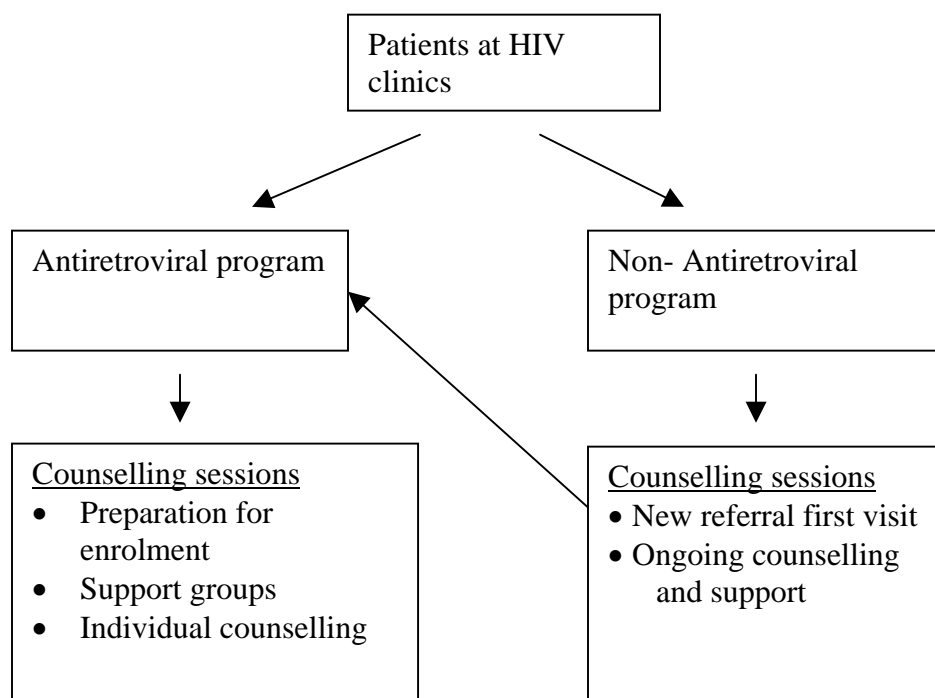 Patients at HIV
clinics
Antiretroviral program
Non- Antiretroviral
program
Counselling sessions
• Preparation for
enrolment
• Support groups
• Individual counselling
Counselling sessions
• New referral first visit
• Ongoing counselling
and support